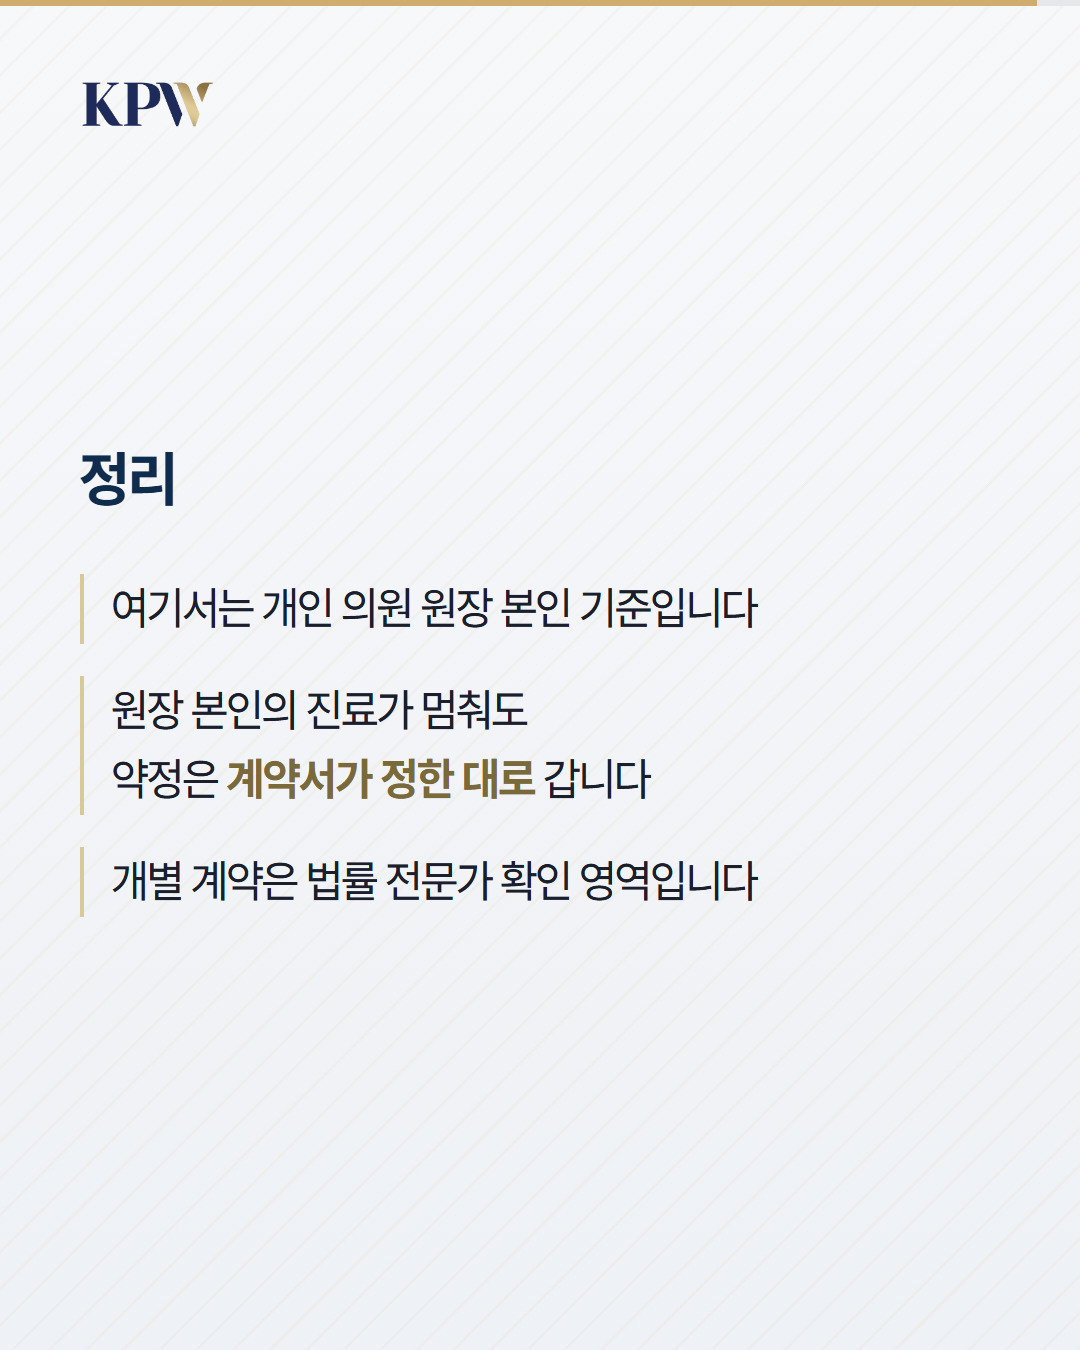 KPW
정리
여기서는 개인 의원 원장 본인 기준입니다
원장 본인의 진료가 멈춰도
약정은 계약서가 정한 대로 갑니다
개별 계약은 법률 전문가 확인 영역입니다